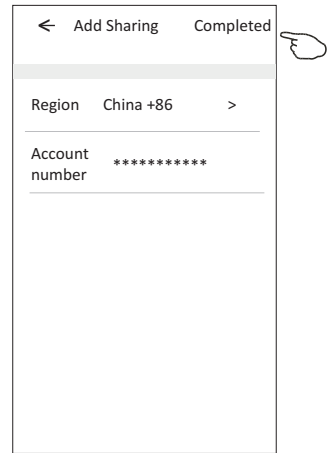 ← Add Sharing Completed
Region China +86 >
Account
number ***********